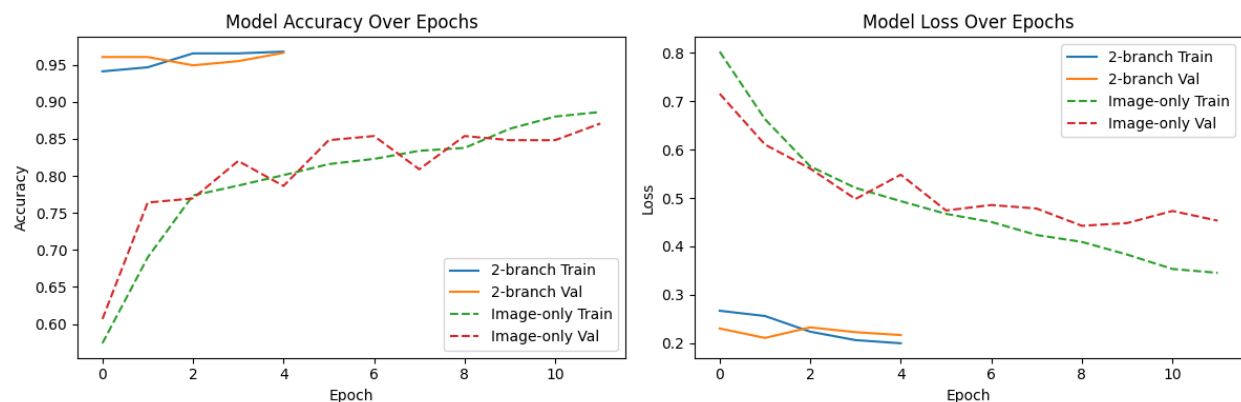 Model Accuracy Over Epochs
Accuracy
0.95
0.90
0.85
0.80
0.75
0.70
0.65
0.60
2-branch Train
2-branch Val
Image-only Train
Image-only Val
0 2 4 6 8 10
Epoch
Model Loss Over Epochs
Loss
0.8
0.7
0.6
0.5
0.4
0.3
0.2
2-branch Train
2-branch Val
Image-only Train
Image-only Val
0 2 4 6 8 10
Epoch